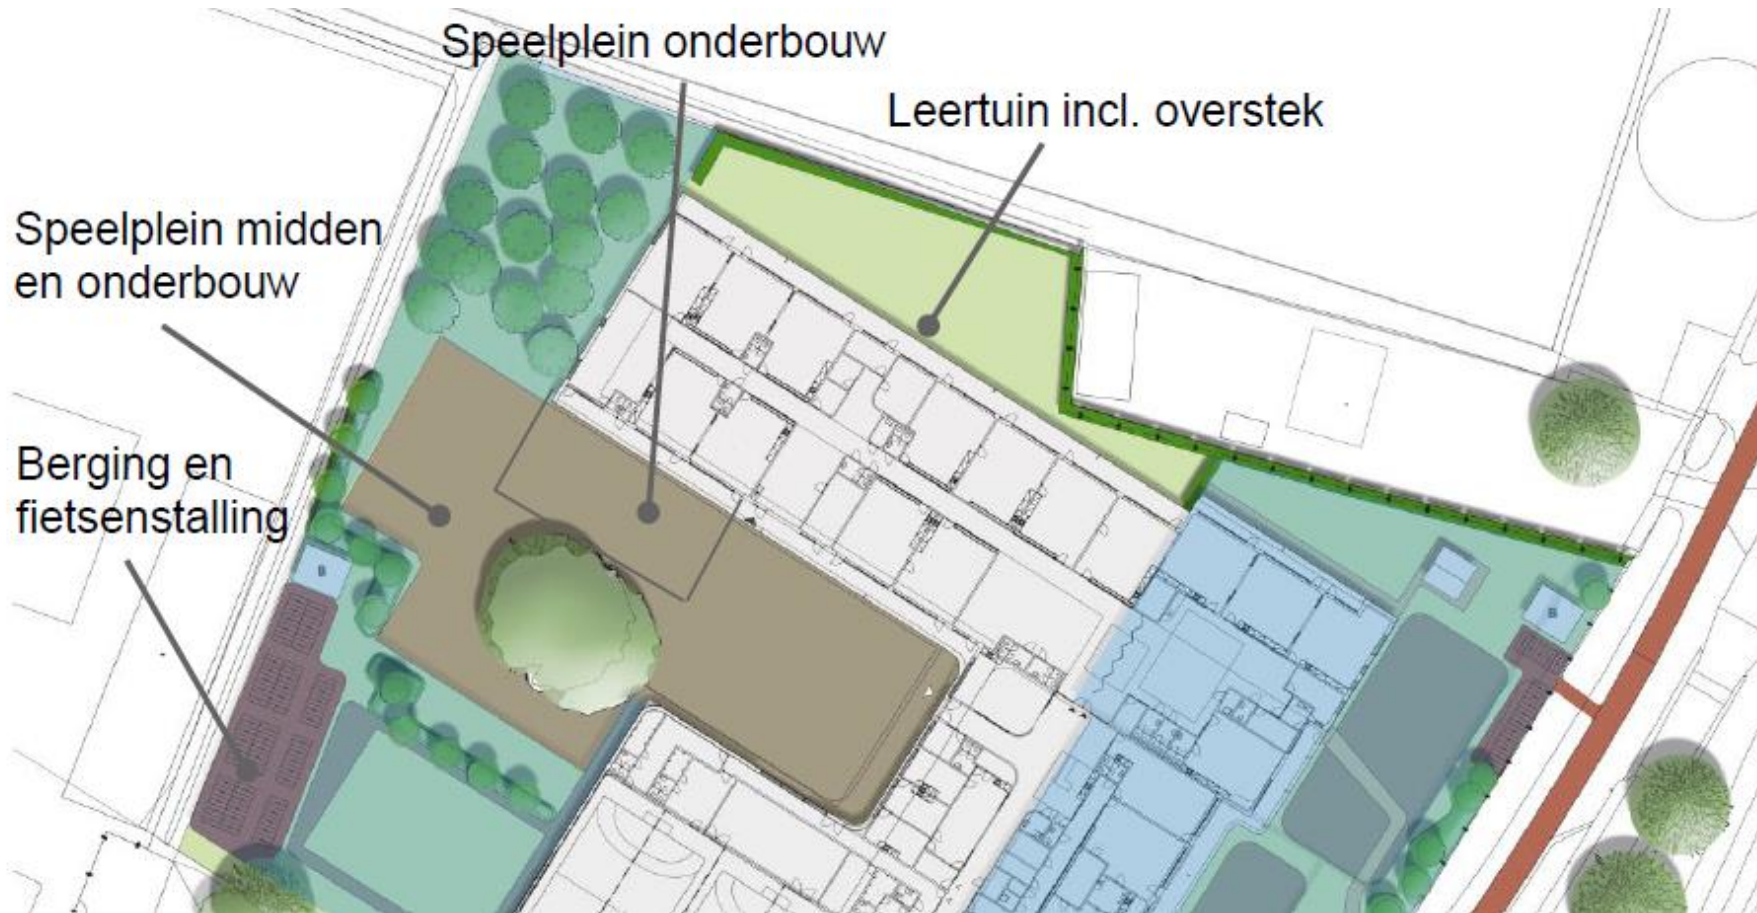 Speelplein onderbouw
Leertuin incl. overstek
Speelplein midden
en onderbouw
Berging en
fietsenstalling